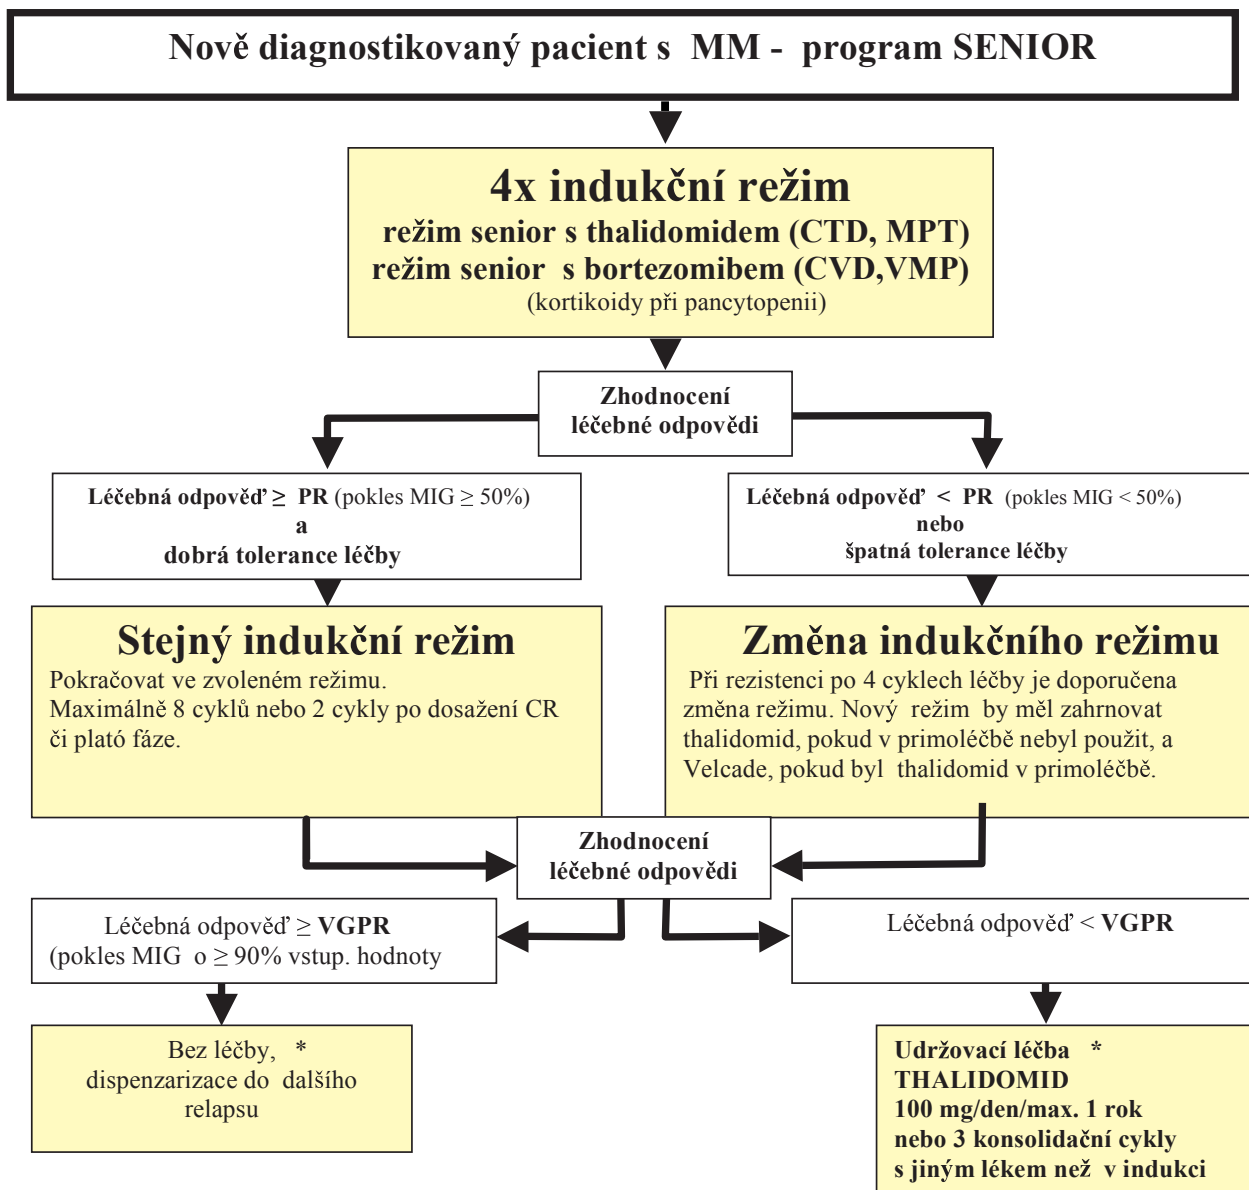 Nově diagnostikovaný pacient s MM - program SENIOR
4x indukční režim
režim senior s thalidomidem (CTD, MPT)
režim senior s bortezomibem (CVD,VMP)
(kortikoidy při pancytopenii)
Zhodnocení
léčebné odpovědi
Léčebná odpověď ≥ PR (pokles MIG ≥ 50%)
a
dobrá tolerance léčby
Léčebná odpověď < PR (pokles MIG < 50%)
nebo
špatná tolerance léčby
Stejný indukční režim
Pokračovat ve zvoleném režimu.
Maximálně 8 cyklů nebo 2 cykly po dosažení CR
či plató fáze.
Změna indukčního režimu
Při rezistenci po 4 cyklech léčby je doporučena
změna režimu. Nový režim by měl zahrnovat
thalidomid, pokud v primoléčbě nebyl použit, a
Velcade, pokud byl thalidomid v primoléčbě.
Zhodnocení
léčebné odpovědi
Léčebná odpověď ≥ VGPR
(pokles MIG o ≥ 90% vstup. hodnoty
Léčebná odpověď < VGPR
Bez léčby, *
dispenzarizace do dalšího
relapsu
Udržovací léčba *
THALIDOMID
100 mg/den/max. 1 rok
nebo 3 konsolidační cykly
s jiným lékem než v indukci